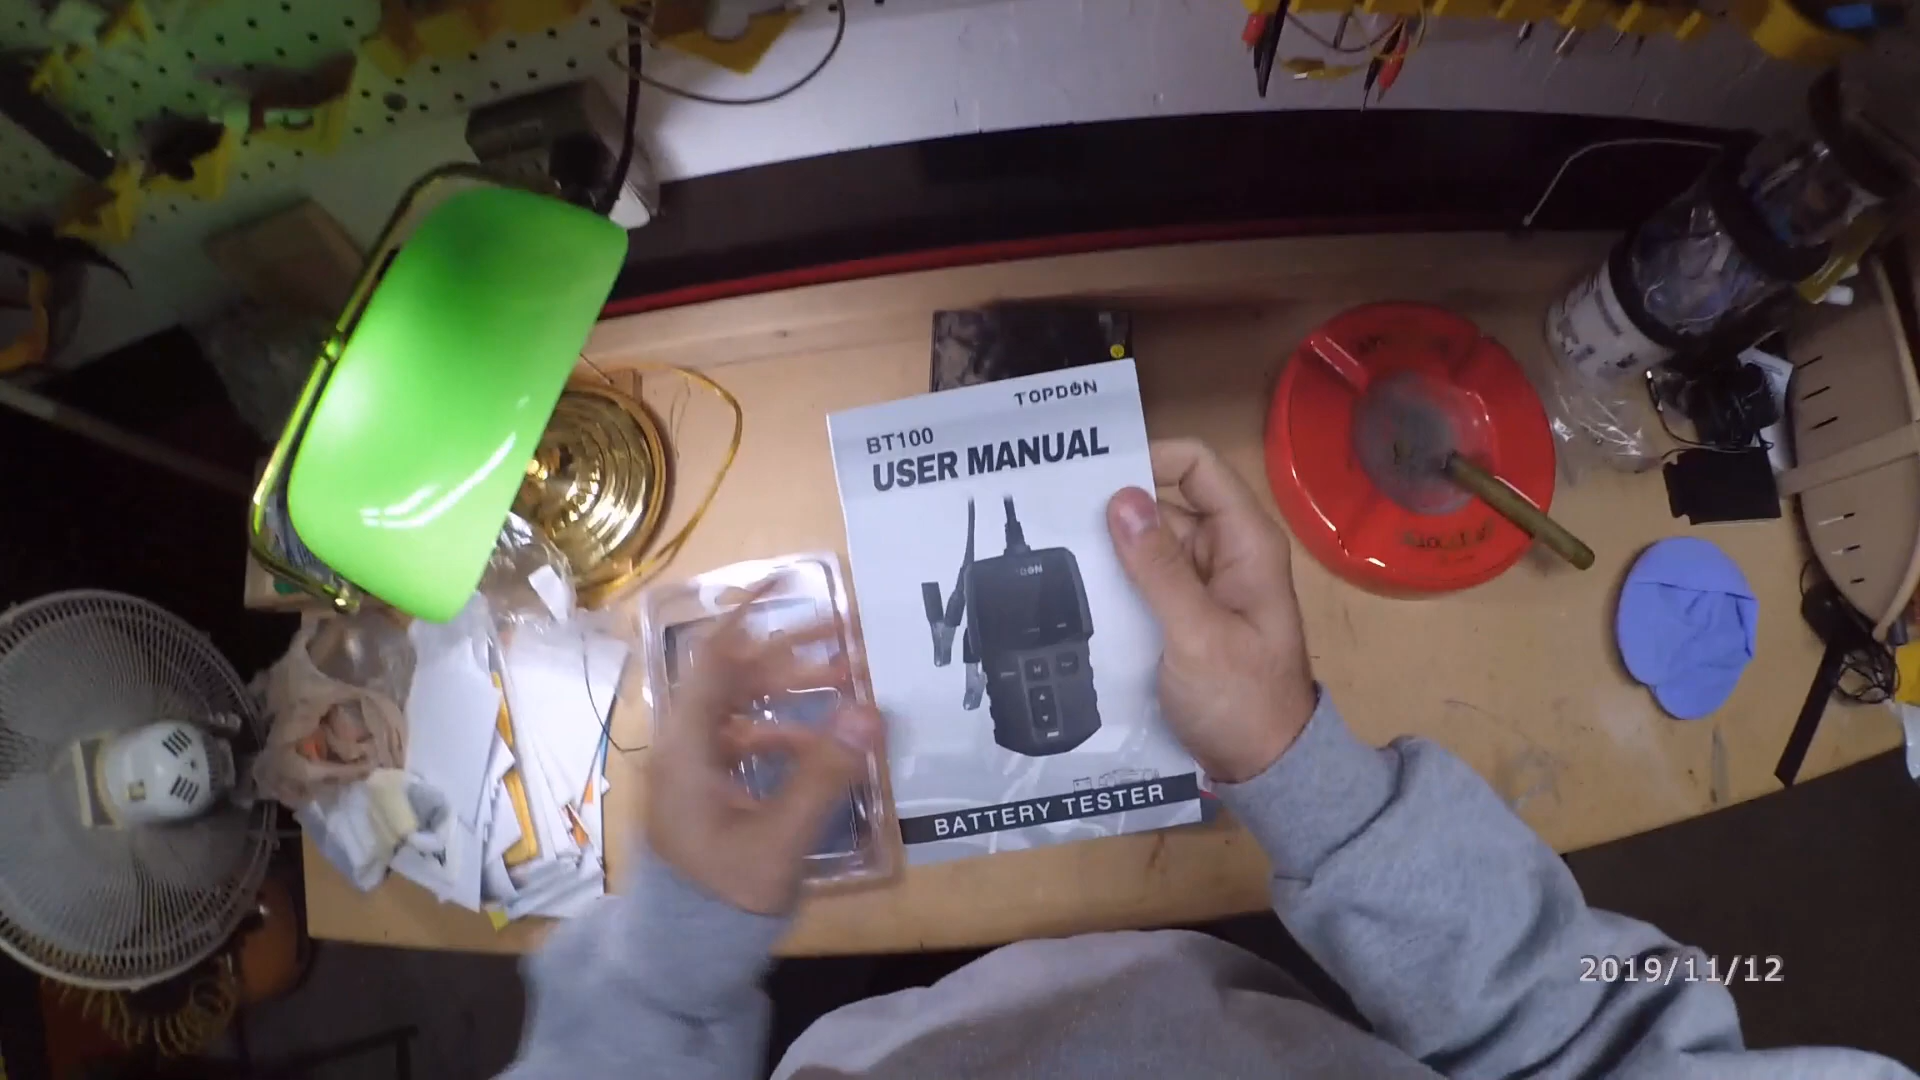 TOPDON
BT100
USER MANUAL
BATTERY TESTER
2019/11/12